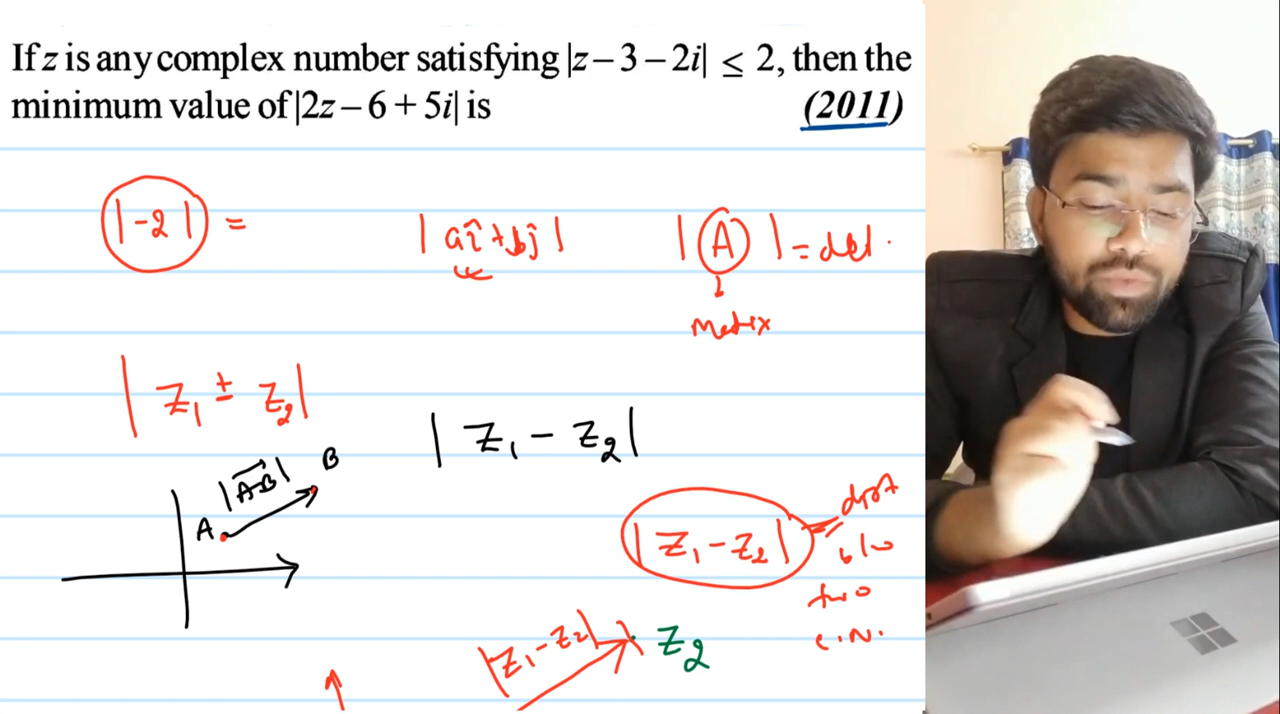 If z is any complex number satisfying |z – 3 – 2i| ≤ 2, then the
minimum value of |2z – 6 + 5i| is (2011)
|-2| =
|aî + bĵ|
|A| = det.
Matrix
|z₁ ± z₂|
|z₁ - z₂|
|AB|
B
A
|z₁ - z₂|
dist
b/w
two
c.N.
|z₁ - z₂|
z₂